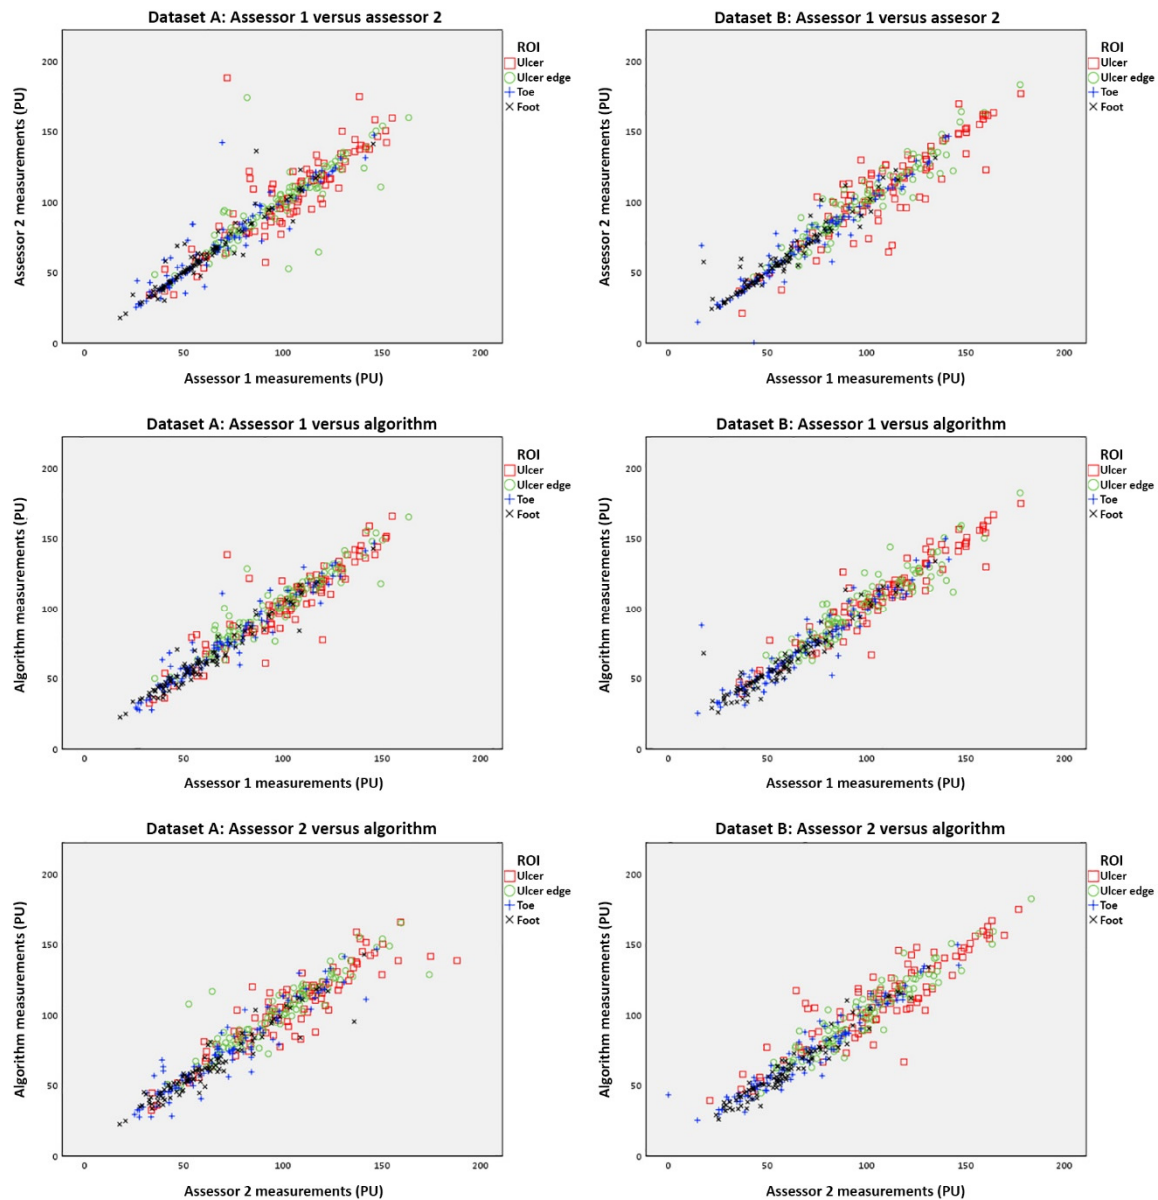 Dataset A: Assessor 1 versus assessor 2
Assessor 2 measurements (PU)
200
150
100
50
0
0 50 100 150 200
Assessor 1 measurements (PU)
ROI
Ulcer
Ulcer edge
Toe
Foot
Dataset B: Assessor 1 versus assesor 2
Assessor 2 measurements (PU)
200
150
100
50
0
0 50 100 150 200
Assessor 1 measurements (PU)
ROI
Ulcer
Ulcer edge
Toe
Foot
Dataset A: Assessor 1 versus algorithm
Algorithm measurements (PU)
200
150
100
50
0
0 50 100 150 200
Assessor 1 measurements (PU)
ROI
Ulcer
Ulcer edge
Toe
Foot
Dataset B: Assessor 1 versus algorithm
Algorithm measurements (PU)
200
150
100
50
0
0 50 100 150 200
Assessor 1 measurements (PU)
ROI
Ulcer
Ulcer edge
Toe
Foot
Dataset A: Assessor 2 versus algorithm
Algorithm measurements (PU)
200
150
100
50
0
0 50 100 150 200
Assessor 2 measurements (PU)
ROI
Ulcer
Ulcer edge
Toe
Foot
Dataset B: Assessor 2 versus algorithm
Algorithm measurements (PU)
200
150
100
50
0
0 50 100 150 200
Assessor 2 measurements (PU)
ROI
Ulcer
Ulcer edge
Toe
Foot